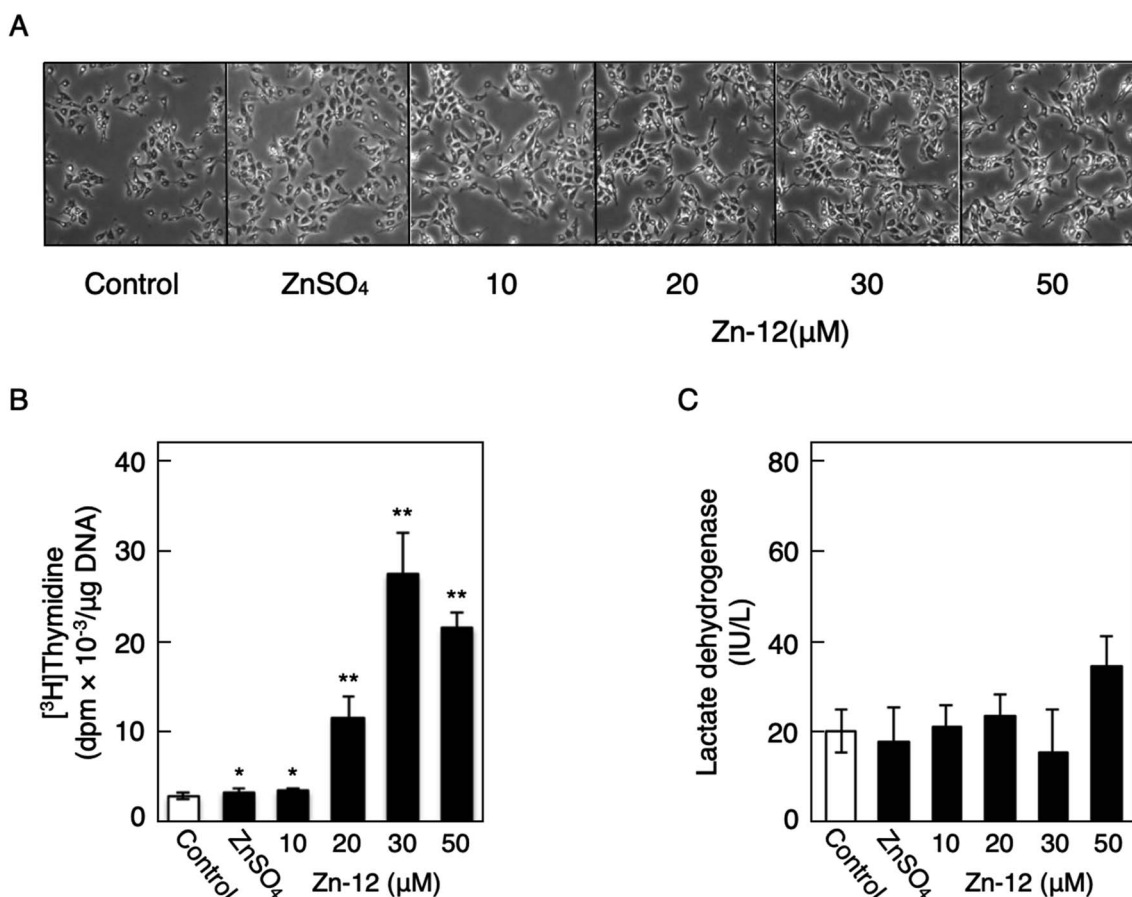 A
Control ZnSO₄ 10 20 30 50
Zn-12(μM)
B
[³H]Thymidine
(dpm × 10⁻³/μg DNA)
40
30
20
10
0
* * ** ** **
Control ZnSO₄ 10 20 30 50
Zn-12 (μM)
C
Lactate dehydrogenase
(IU/L)
80
60
40
20
0
Control ZnSO₄ 10 20 30 50
Zn-12 (μM)